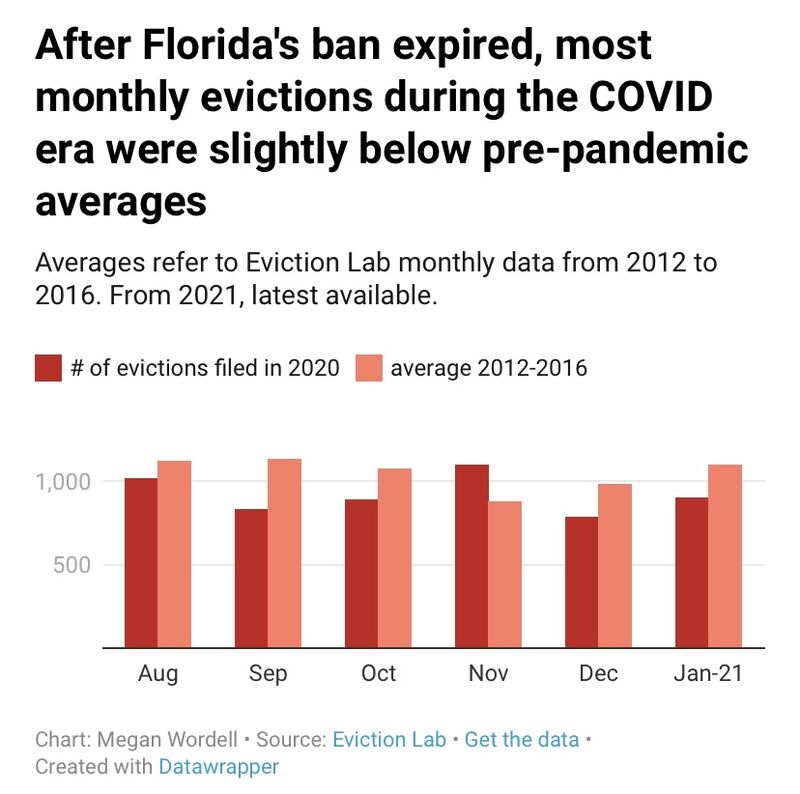 After Florida's ban expired, most
monthly evictions during the COVID
era were slightly below pre-pandemic
averages
Averages refer to Eviction Lab monthly data from 2012 to
2016. From 2021, latest available.
# of evictions filed in 2020 average 2012-2016
1,000
500
Aug Sep Oct Nov Dec Jan-21
Chart: Megan Wordell • Source: Eviction Lab • Get the data •
Created with Datawrapper